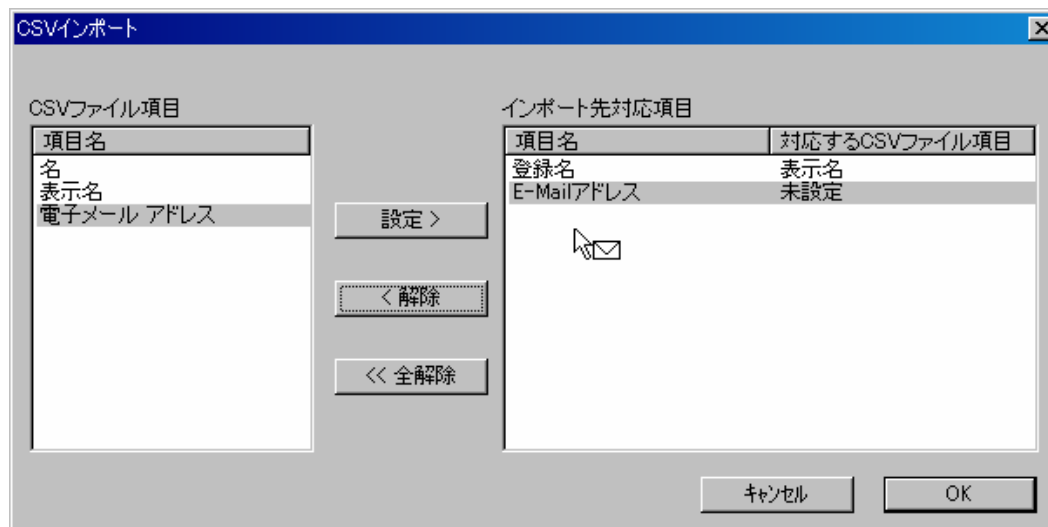 CSVインポート
CSVファイル項目
インポート先対応項目
項目名
項目名 対応するCSVファイル項目
名
登録名 表示名
表示名
E-Mailアドレス 未設定
電子メール アドレス
設定 >
< 解除
<< 全解除
キャンセル
OK